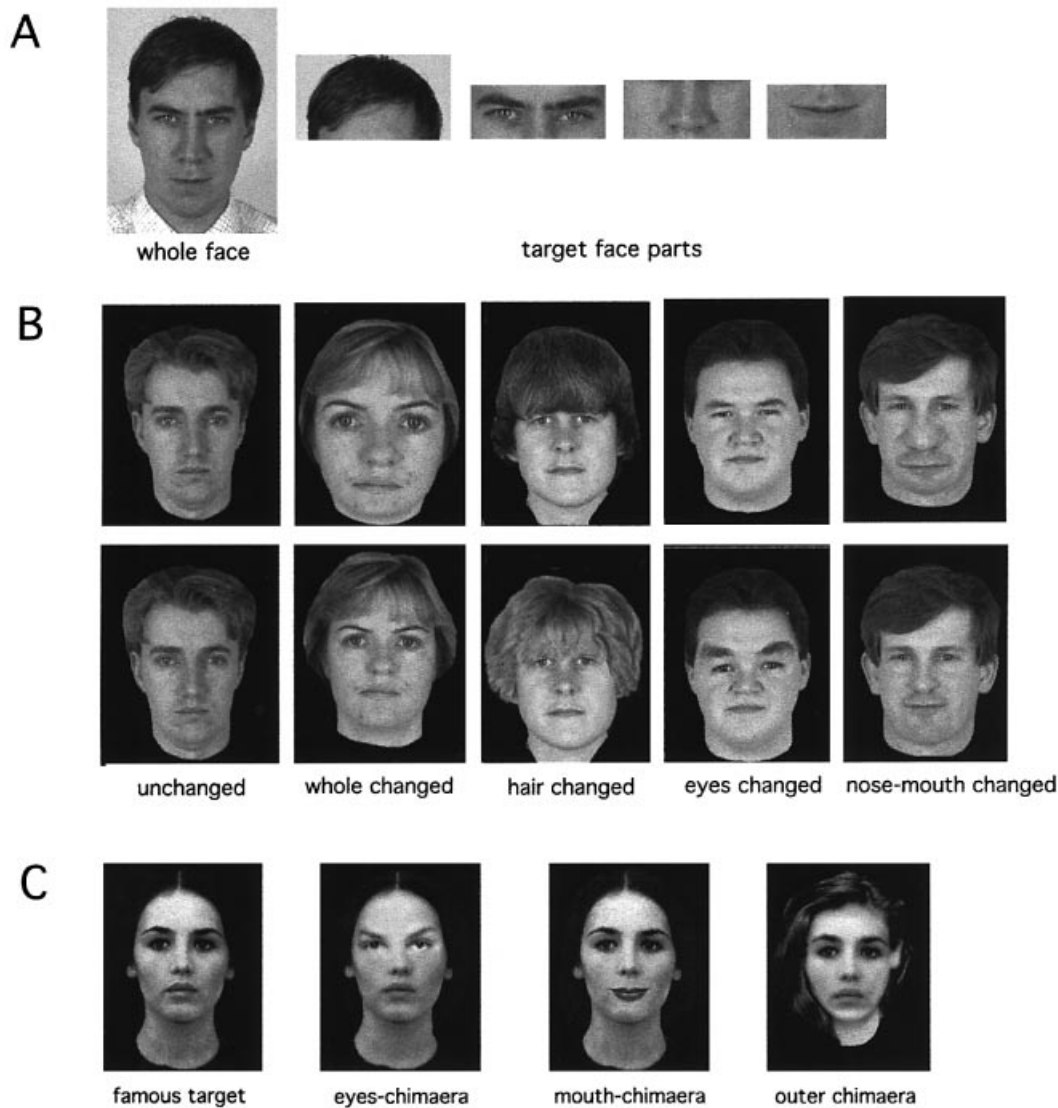 A
whole face
target face parts
B
unchanged
whole changed
hair changed
eyes changed
nose-mouth changed
C
famous target
eyes-chimaera
mouth-chimaera
outer chimaera